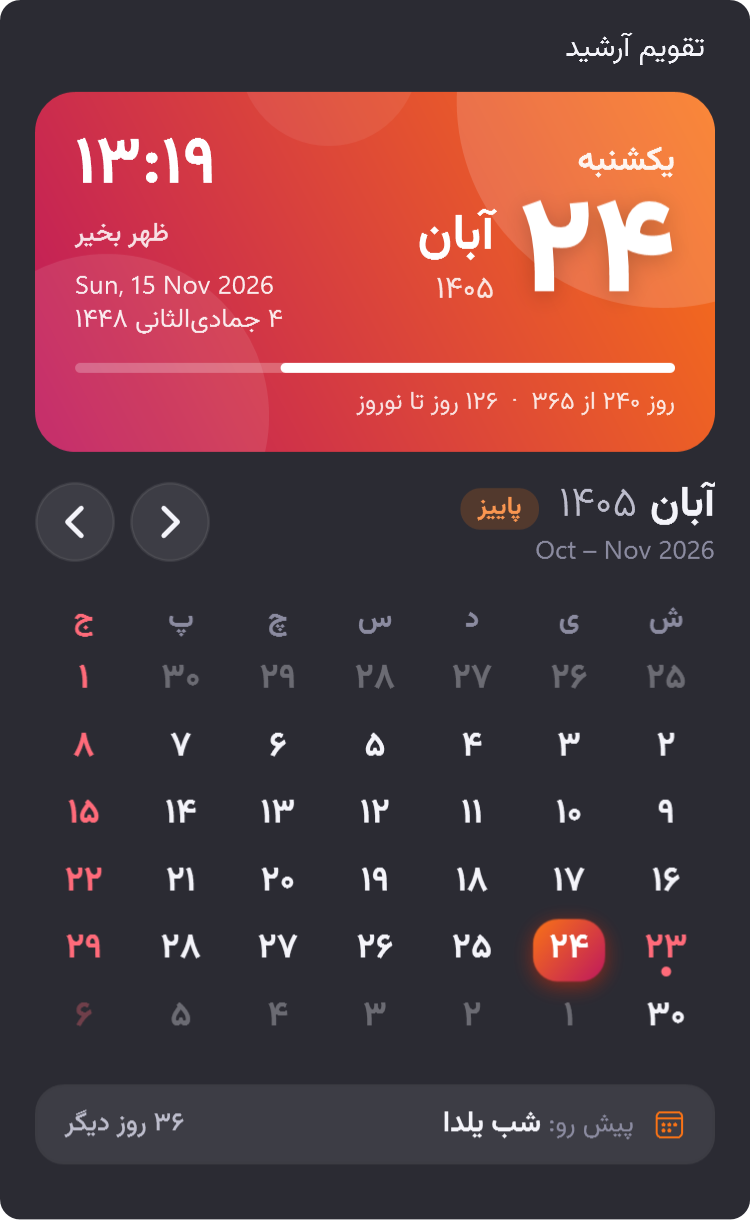 تقویم آرشید
یکشنبه
۲۴
آبان
۱۴۰۵
۱۳:۱۹
ظهر بخیر
Sun, 15 Nov 2026
۴ جمادی‌الثانی ۱۴۴۸
روز ۲۴۰ از ۳۶۵ · ۱۲۶ روز تا نوروز
آبان ۱۴۰۵ پاییز
Oct – Nov 2026
ش ی د س چ پ ج
۲۵ ۲۶ ۲۷ ۲۸ ۲۹ ۳۰ ۱
۲ ۳ ۴ ۵ ۶ ۷ ۸
۹ ۱۰ ۱۱ ۱۲ ۱۳ ۱۴ ۱۵
۱۶ ۱۷ ۱۸ ۱۹ ۲۰ ۲۱ ۲۲
۲۳ ۲۴ ۲۵ ۲۶ ۲۷ ۲۸ ۲۹
۳۰ ۱ ۲ ۳ ۴ ۵ ۶
پیش رو: شب یلدا ۳۶ روز دیگر